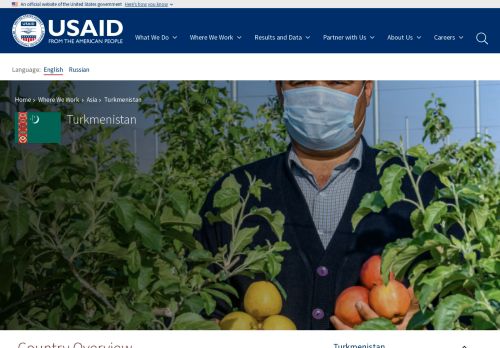 An official website of the United States government Here's how you know
USAID
FROM THE AMERICAN PEOPLE
What We Do
Where We Work
Results and Data
Partner with Us
About Us
Careers
Language: English Russian
Home › Where We Work › Asia › Turkmenistan
Turkmenistan
Country Overview
Turkmenistan